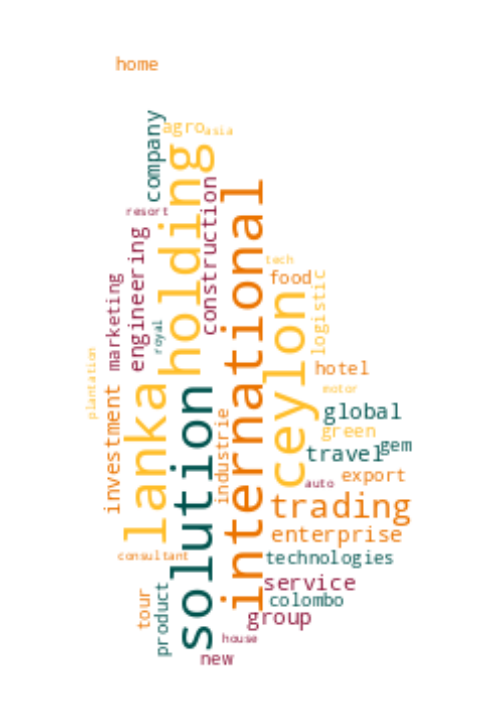 home
company
agro
asia
holding
resort
construction
international
engineering
marketing
royal
tech
food
logistic
ceylon
plantation
hotel
motor
investment
lanka
solution
industrie
global
green
travel
gem
auto
export
trading
enterprise
consultant
technologies
service
tour
product
colombo
group
house
new